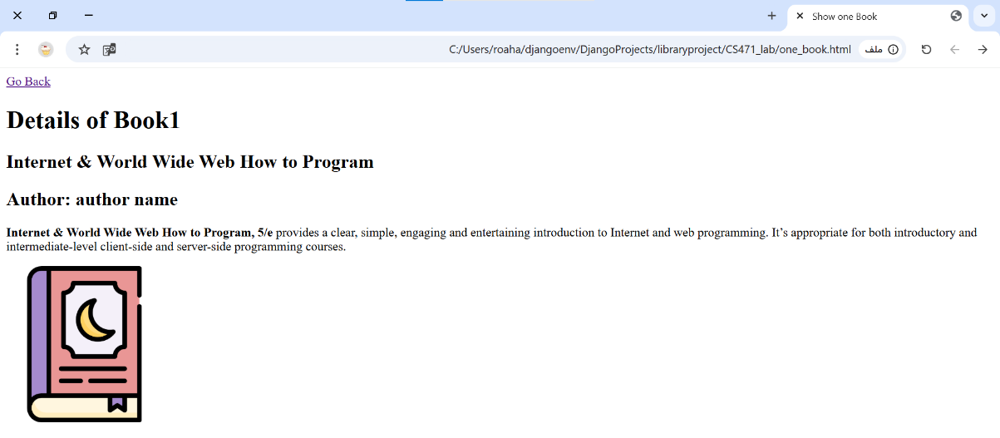 Show one Book
C:/Users/roaha/djangoenv/DjangoProjects/libraryproject/CS471_lab/one_book.html
ملف
Go Back
Details of Book1
Internet & World Wide Web How to Program
Author: author name
Internet & World Wide Web How to Program, 5/e provides a clear, simple, engaging and entertaining introduction to Internet and web programming. It’s appropriate for both introductory and
intermediate-level client-side and server-side programming courses.